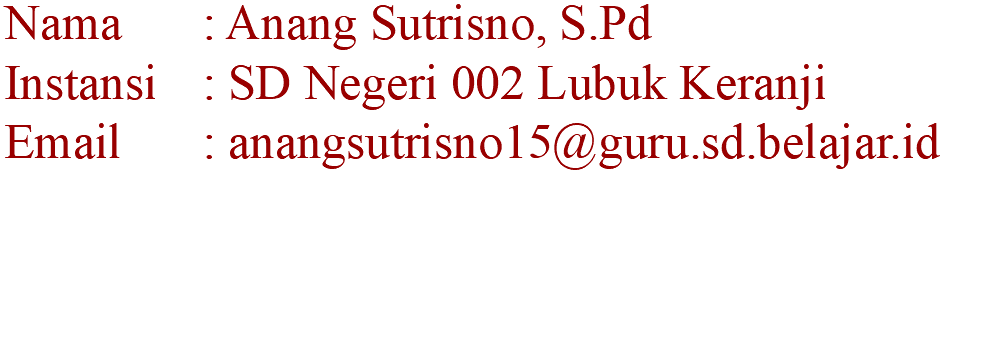 Nama : Anang Sutrisno, S.Pd
Instansi : SD Negeri 002 Lubuk Keranji
Email : anangsutrisno15@guru.sd.belajar.id